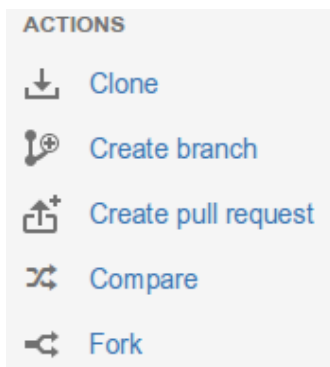 ACTIONS
Clone
Create branch
Create pull request
Compare
Fork